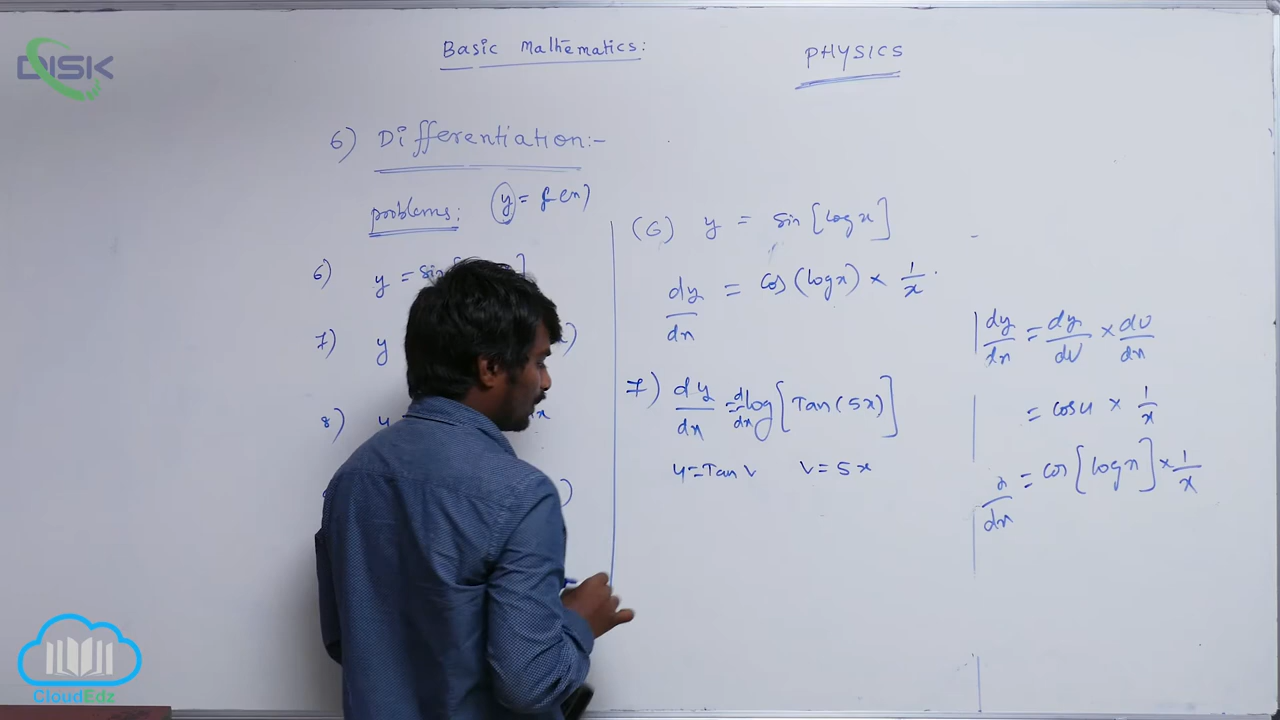 DISK
Basic Mathematics:
PHYSICS
6) Differentiation:-
problems: y = f(x)
6) y = Sin
7) y
8) y
(6) y = Sin [log x]
dy/dx = cos (log x) × 1/x.
7) dy/dx = d/dx log [Tan (5x)]
u = Tan v v = 5x
dy/dx = dy/dU × dU/dx
= cos u × 1/x
dx = cos [log x] × 1/x
CloudEdz